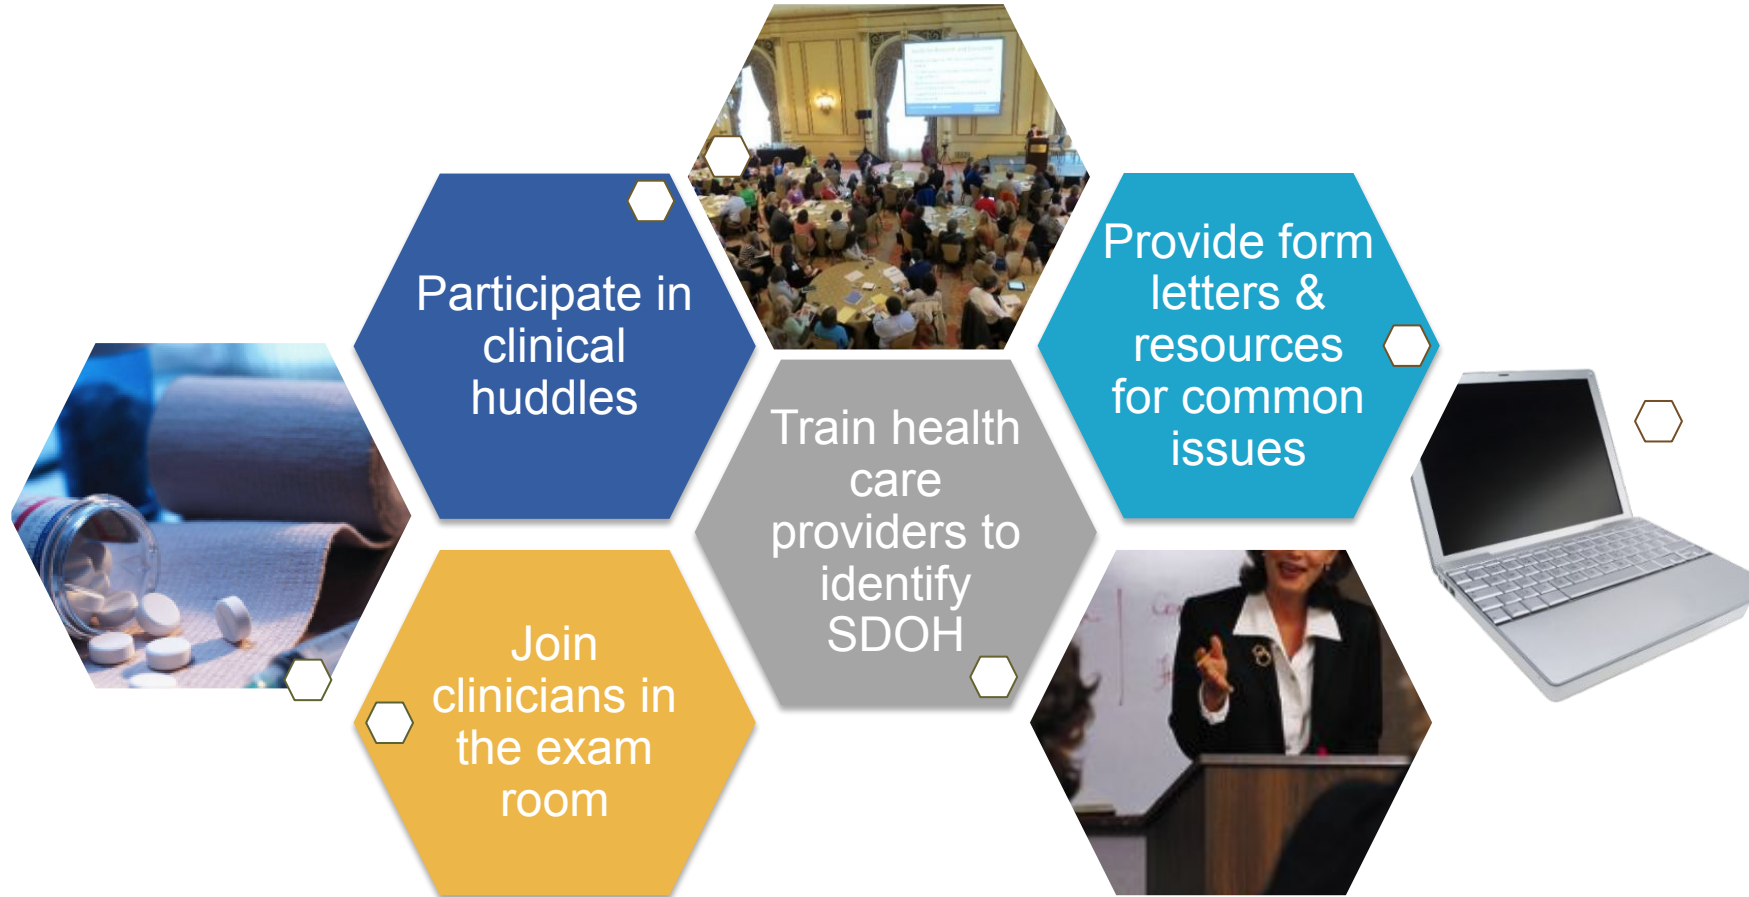 Participate in
clinical
huddles
Provide form
letters &
resources
for common
issues
Train health
care
providers to
identify
SDOH
Join
clinicians in
the exam
room